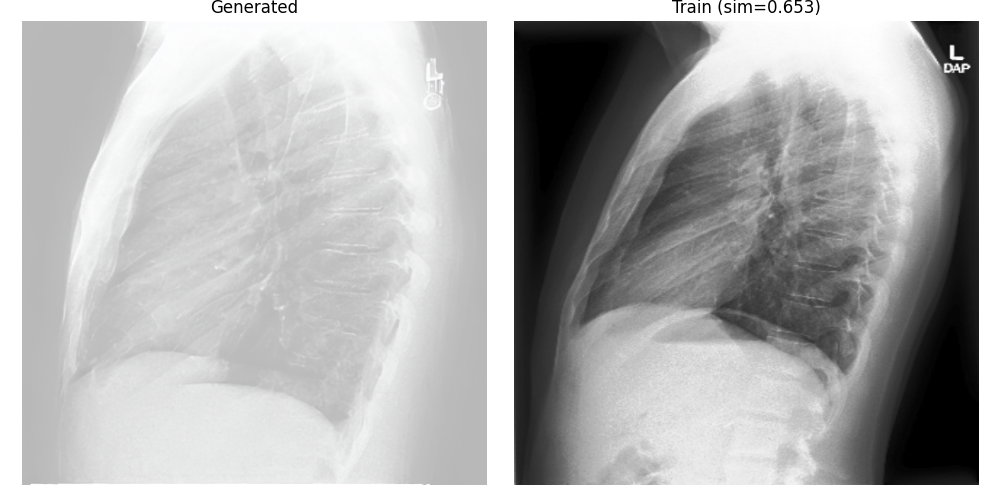 Generated
Train (sim=0.653)
L
L
DAP